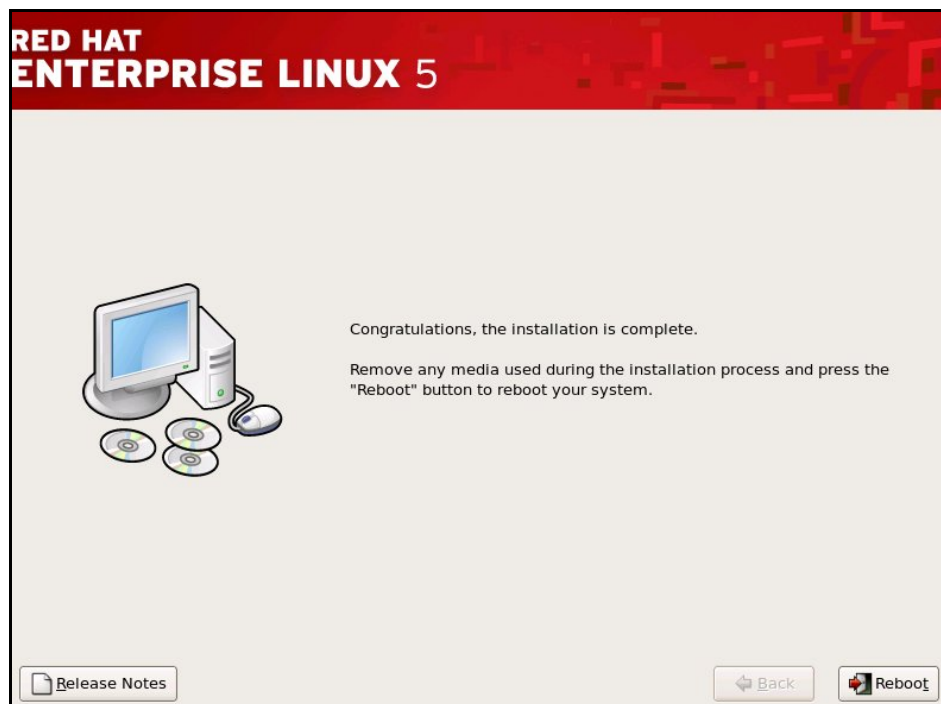 RED HAT
ENTERPRISE LINUX 5
Congratulations, the installation is complete.
Remove any media used during the installation process and press the
"Reboot" button to reboot your system.
Release Notes
Back
Reboot